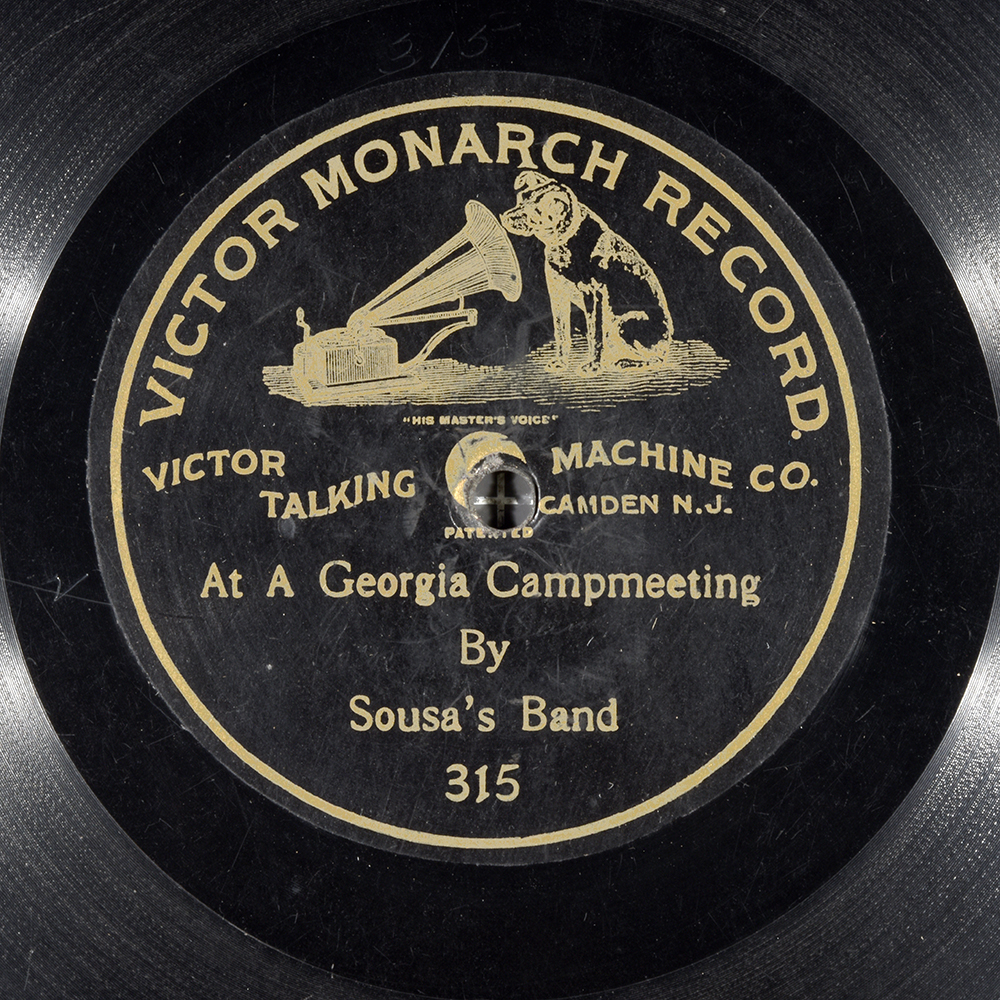 315
VICTOR MONARCH RECORD.
"HIS MASTER'S VOICE"
VICTOR TALKING MACHINE CO.
CAMDEN N.J.
PATENTED
At A Georgia Campmeeting
By
Sousa's Band
315